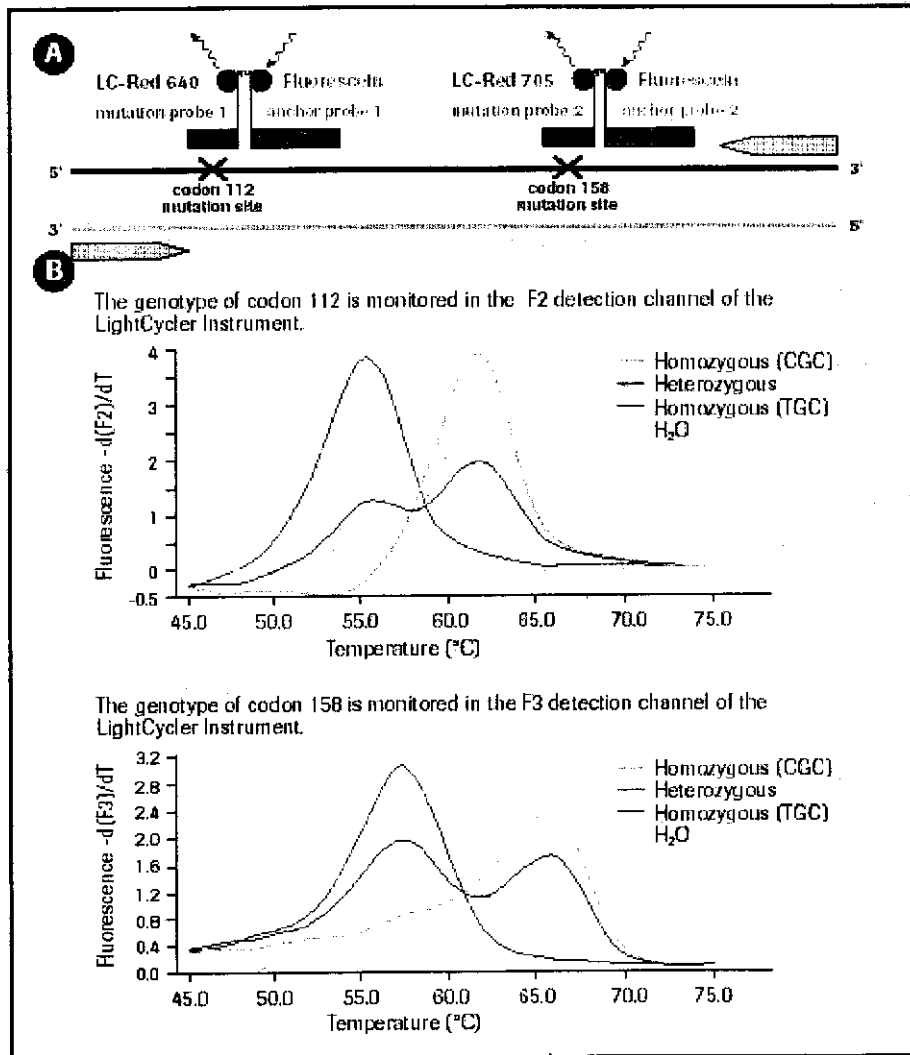 A
LC-Red 640 Fluorescein
mutation probe 1 anchor probe 1
LC-Red 705 Fluorescein
mutation probe 2 anchor probe 2
5' 3'
codon 112
mutation site
codon 158
mutation site
3' 5'
B
The genotype of codon 112 is monitored in the F2 detection channel of the
LightCycler Instrument.
Fluorescence -d(F2)/dT
4
3
2
1
0
-0.5
45.0 50.0 55.0 60.0 65.0 70.0 75.0
Temperature (°C)
Homozygous (CGC)
Heterozygous
Homozygous (TGC)
H₂O
The genotype of codon 158 is monitored in the F3 detection channel of the
LightCycler Instrument.
Fluorescence -d(F3)/dT
3.2
2.8
2.4
2.0
1.6
1.2
0.8
0.4
0.0
45.0 50.0 55.0 60.0 65.0 70.0 75.0
Temperature (°C)
Homozygous (CGC)
Heterozygous
Homozygous (TGC)
H₂O